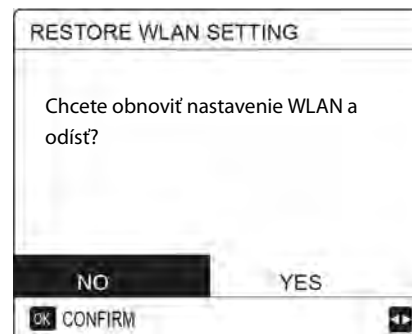 RESTORE WLAN SETTING
Chcete obnoviť nastavenie WLAN a
odísť?
NO YES
OK CONFIRM